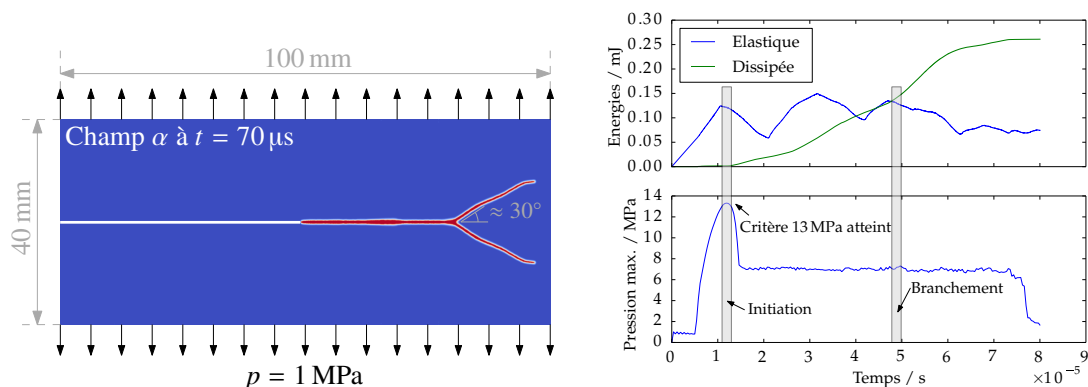 100 mm
40 mm
Champ α à t = 70 µs
≈ 30°
p = 1 MPa
Energies / mJ
0.30
0.25
0.20
0.15
0.10
0.05
0.00
Elastique
Dissipée
Pression max. / MPa
14
12
10
8
6
4
2
0
Critère 13 MPa atteint
Initiation
Branchement
0 1 2 3 4 5 6 7 8 9
Temps / s
×10⁻⁵